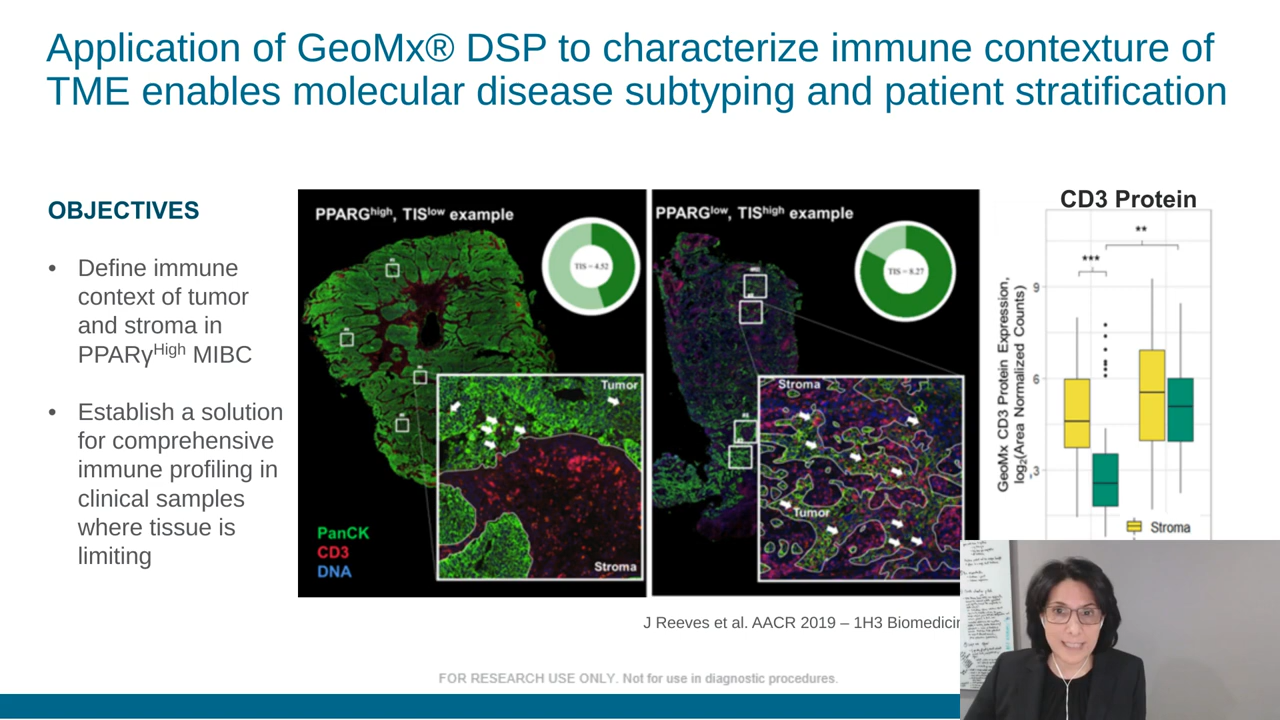 Application of GeoMx® DSP to characterize immune contexture of
TME enables molecular disease subtyping and patient stratification
OBJECTIVES
• Define immune
context of tumor
and stroma in
PPARγHigh MIBC
• Establish a solution
for comprehensive
immune profiling in
clinical samples
where tissue is
limiting
PPARGhigh, TISlow example
TIS = 4.52
Tumor
Stroma
PanCK
CD3
DNA
PPARGlow, TIShigh example
TIS = 8.27
Stroma
Tumor
CD3 Protein
**
***
GeoMx CD3 Protein Expression,
log2(Area Normalized Counts)
9
6
3
Stroma
J Reeves et al. AACR 2019 – 1H3 Biomedicin
FOR RESEARCH USE ONLY. Not for use in diagnostic procedures.